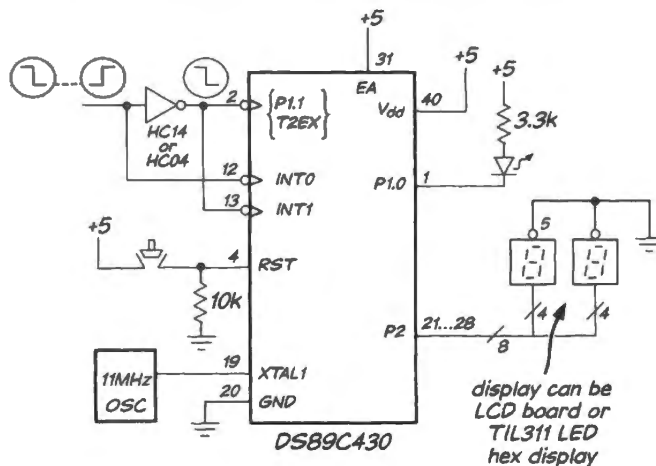 +5
31
EA
+5
40
Vdd
+5
3.3k
HC14
or
HC04
2
P1.1
T2EX
12
INT0
13
INT1
1
P1.0
+5
4
RST
10k
5
4
4
P2
21...28
8
11MHz
OSC
19
XTAL1
20
GND
DS89C430
display can be
LCD board or
TIL311 LED
hex display